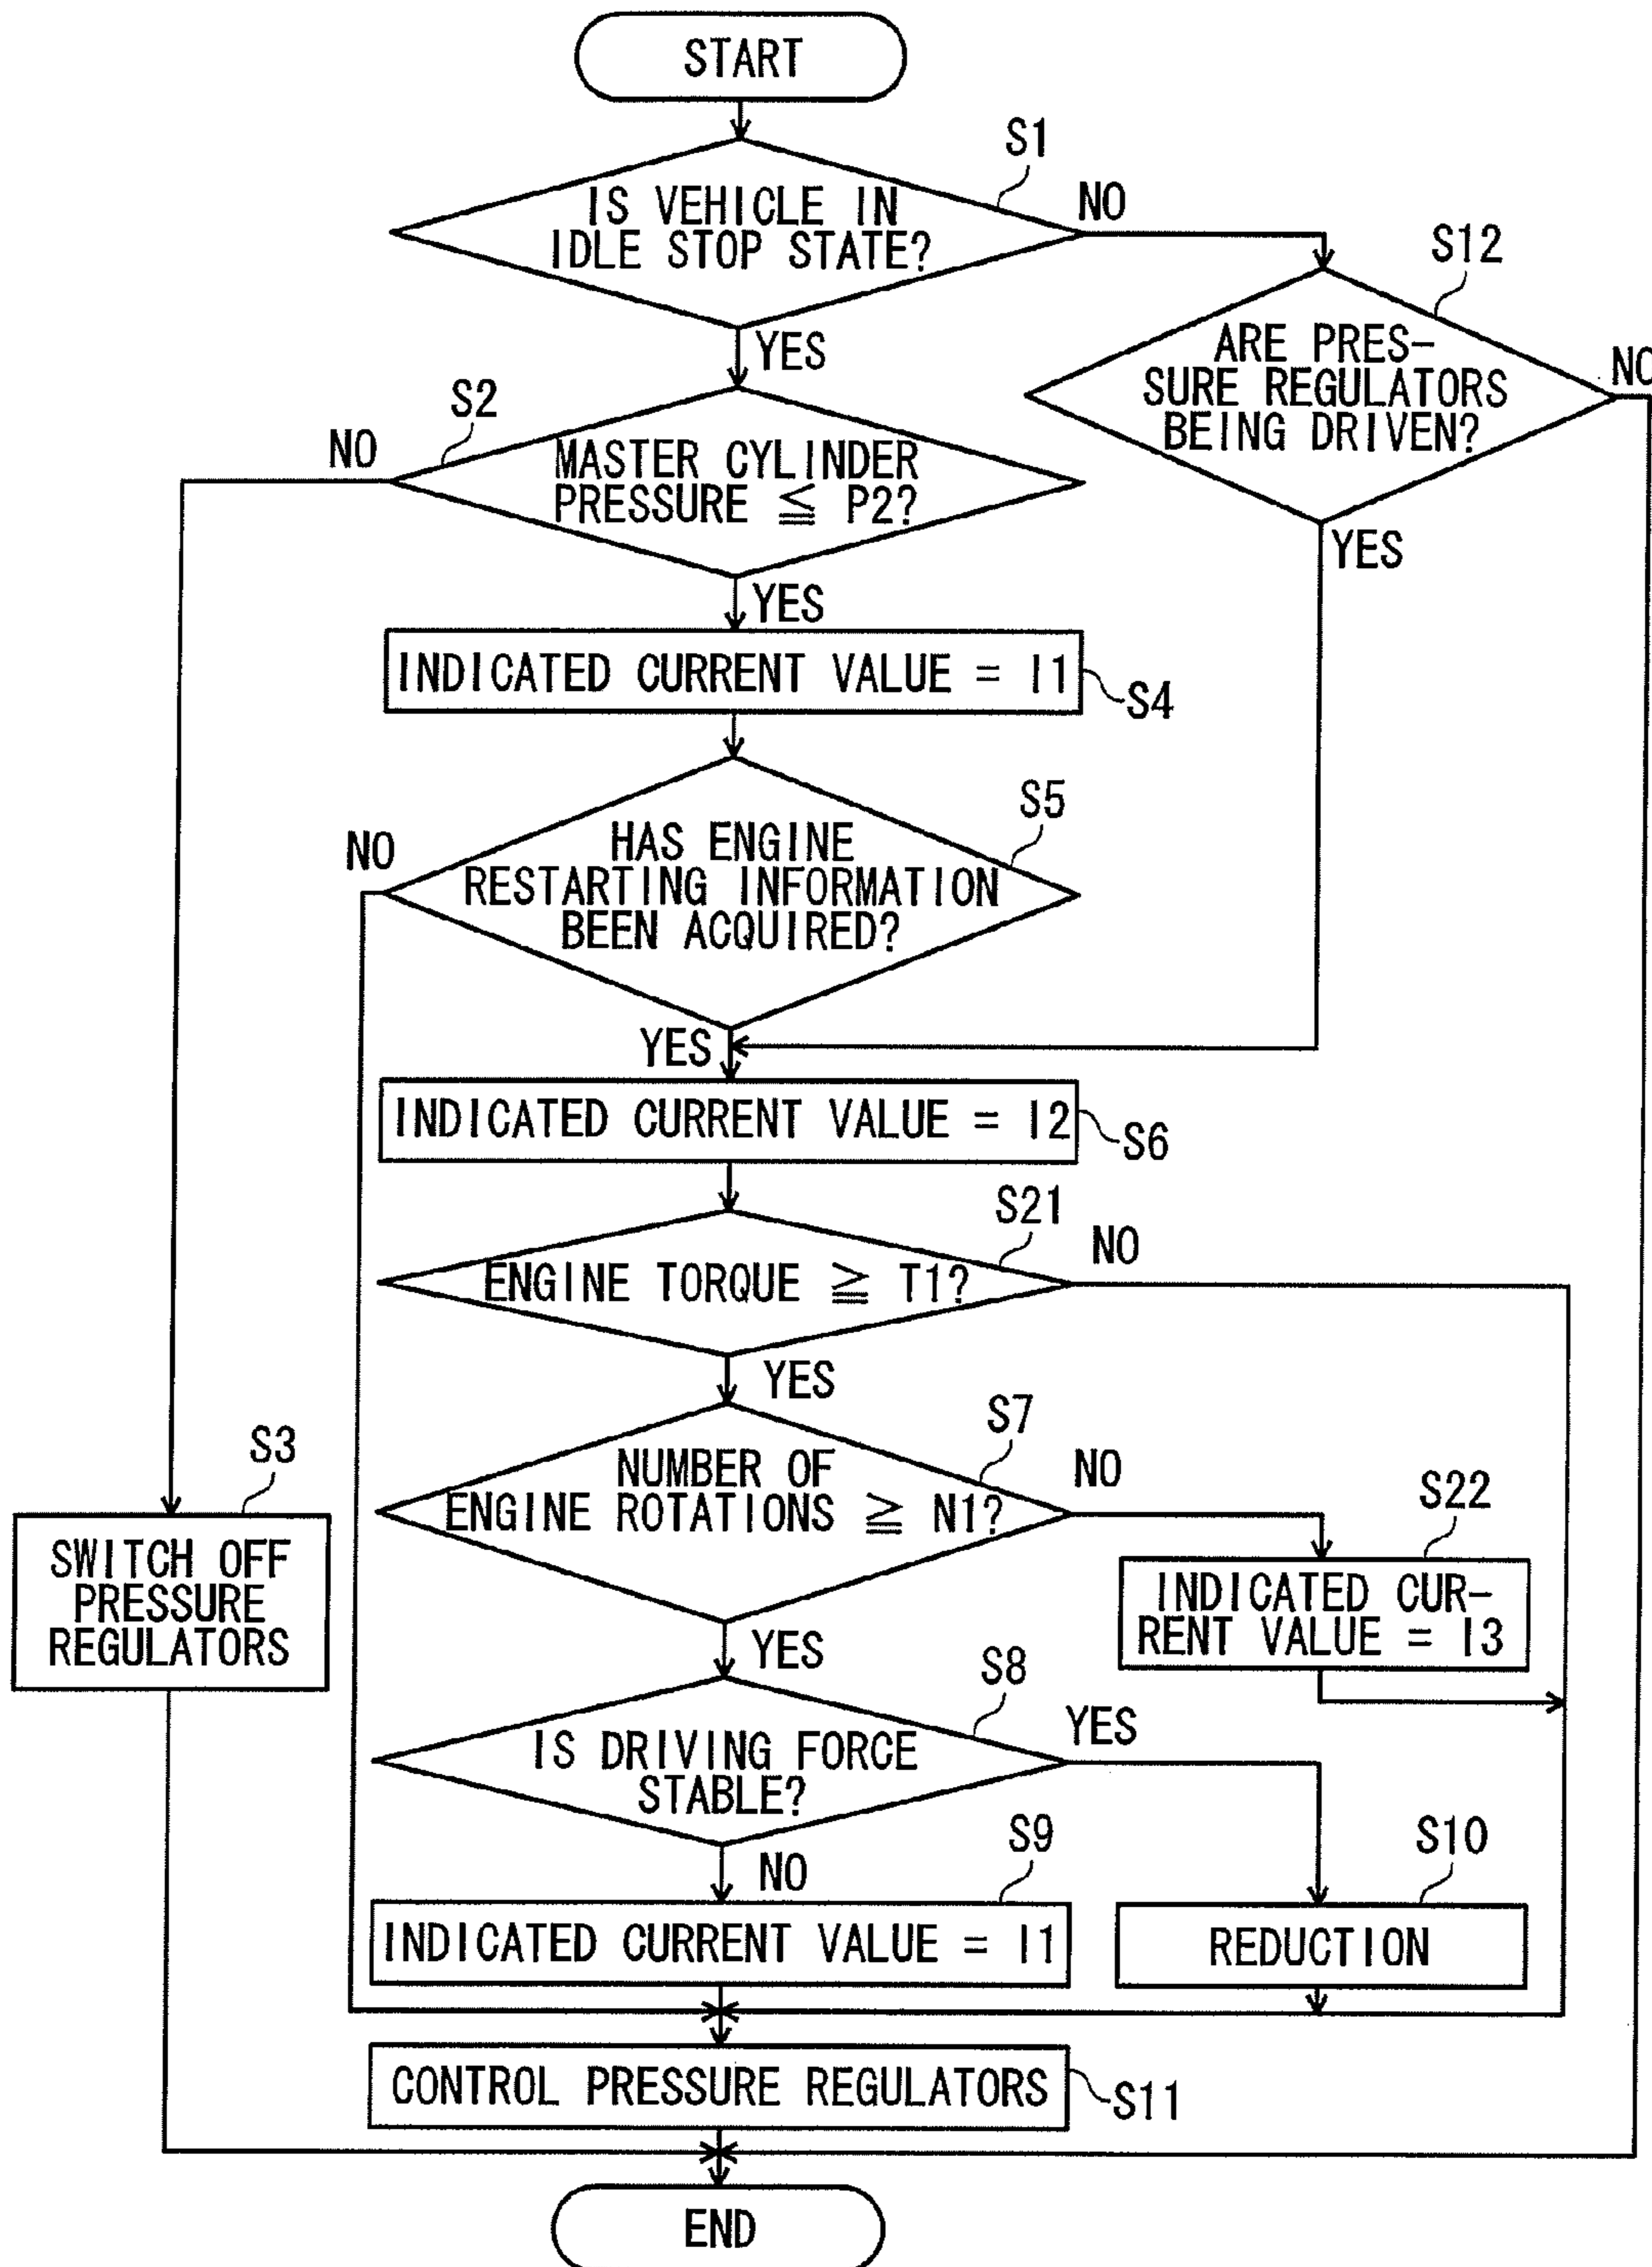 START
S1
IS VEHICLE IN
IDLE STOP STATE?
NO
S12
ARE PRES-
SURE REGULATORS
BEING DRIVEN?
NO
YES
YES
S2
NO
MASTER CYLINDER
PRESSURE ≦ P2?
YES
INDICATED CURRENT VALUE = I1
S4
S5
NO
HAS ENGINE
RESTARTING INFORMATION
BEEN ACQUIRED?
YES
INDICATED CURRENT VALUE = I2
S6
S21
NO
ENGINE TORQUE ≧ T1?
YES
S7
NO
NUMBER OF
ENGINE ROTATIONS ≧ N1?
S22
INDICATED CUR-
RENT VALUE = I3
S3
SWITCH OFF
PRESSURE
REGULATORS
YES
S8
YES
IS DRIVING FORCE
STABLE?
NO
S9
INDICATED CURRENT VALUE = I1
S10
REDUCTION
CONTROL PRESSURE REGULATORS
S11
END